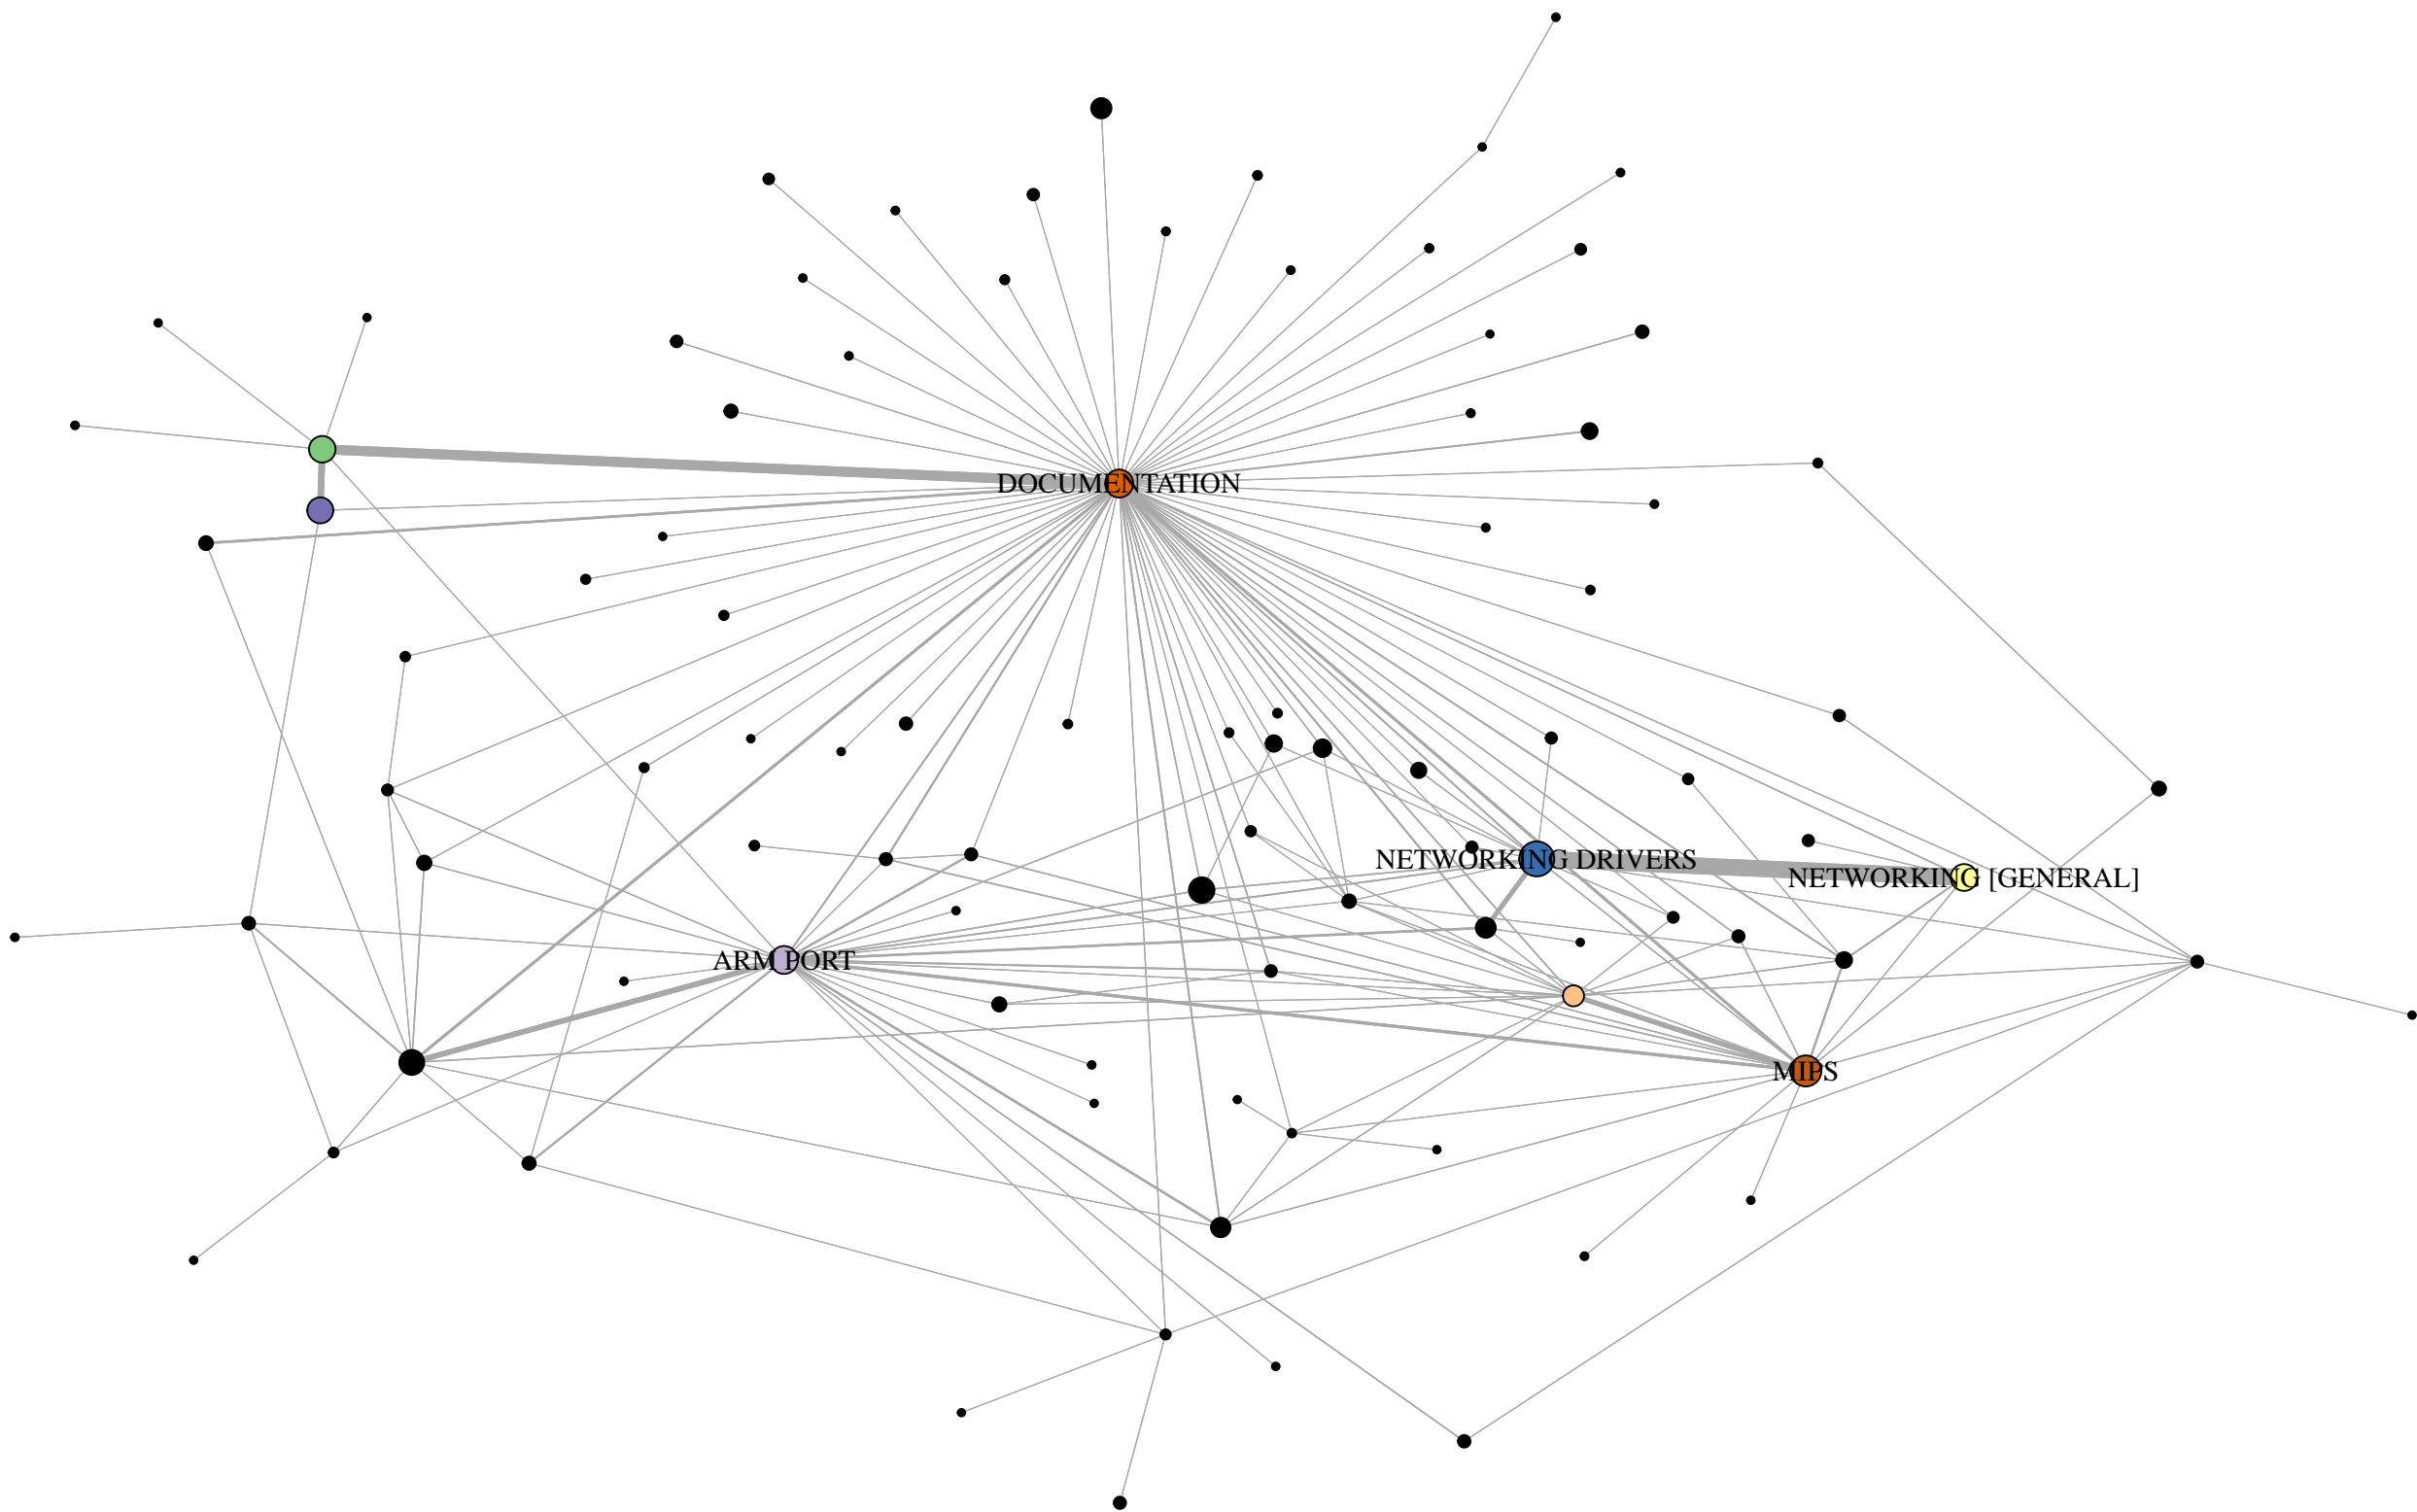 DOCUMENTATION
NETWORKING DRIVERS
NETWORKING [GENERAL]
ARM PORT
MIPS